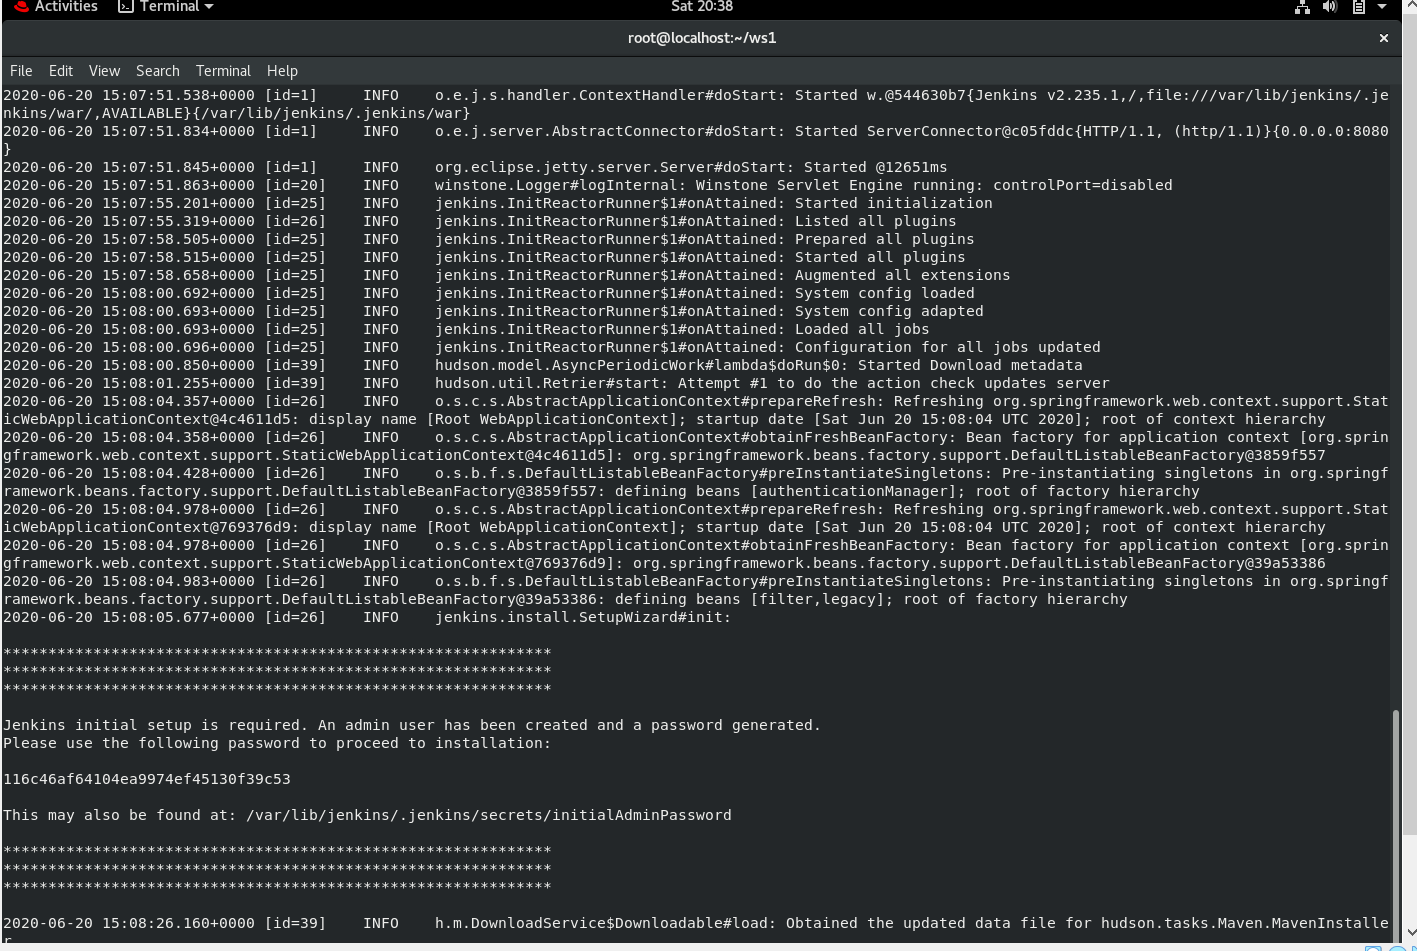 Activities Terminal Sat 20:38
root@localhost:~/ws1 ×
File Edit View Search Terminal Help
2020-06-20 15:07:51.538+0000 [id=1] INFO o.e.j.s.handler.ContextHandler#doStart: Started w.@544630b7{Jenkins v2.235.1,/,file:///var/lib/jenkins/.je
nkins/war/,AVAILABLE}{/var/lib/jenkins/.jenkins/war}
2020-06-20 15:07:51.834+0000 [id=1] INFO o.e.j.server.AbstractConnector#doStart: Started ServerConnector@c05fddc{HTTP/1.1, (http/1.1)}{0.0.0.0:8080
}
2020-06-20 15:07:51.845+0000 [id=1] INFO org.eclipse.jetty.server.Server#doStart: Started @12651ms
2020-06-20 15:07:51.863+0000 [id=20] INFO winstone.Logger#logInternal: Winstone Servlet Engine running: controlPort=disabled
2020-06-20 15:07:55.201+0000 [id=25] INFO jenkins.InitReactorRunner$1#onAttained: Started initialization
2020-06-20 15:07:55.319+0000 [id=26] INFO jenkins.InitReactorRunner$1#onAttained: Listed all plugins
2020-06-20 15:07:58.505+0000 [id=25] INFO jenkins.InitReactorRunner$1#onAttained: Prepared all plugins
2020-06-20 15:07:58.515+0000 [id=25] INFO jenkins.InitReactorRunner$1#onAttained: Started all plugins
2020-06-20 15:07:58.658+0000 [id=25] INFO jenkins.InitReactorRunner$1#onAttained: Augmented all extensions
2020-06-20 15:08:00.692+0000 [id=25] INFO jenkins.InitReactorRunner$1#onAttained: System config loaded
2020-06-20 15:08:00.693+0000 [id=25] INFO jenkins.InitReactorRunner$1#onAttained: System config adapted
2020-06-20 15:08:00.693+0000 [id=25] INFO jenkins.InitReactorRunner$1#onAttained: Loaded all jobs
2020-06-20 15:08:00.696+0000 [id=25] INFO jenkins.InitReactorRunner$1#onAttained: Configuration for all jobs updated
2020-06-20 15:08:00.850+0000 [id=39] INFO hudson.model.AsyncPeriodicWork#lambda$doRun$0: Started Download metadata
2020-06-20 15:08:01.255+0000 [id=39] INFO hudson.util.Retrier#start: Attempt #1 to do the action check updates server
2020-06-20 15:08:04.357+0000 [id=26] INFO o.s.c.s.AbstractApplicationContext#prepareRefresh: Refreshing org.springframework.web.context.support.Stat
icWebApplicationContext@4c4611d5: display name [Root WebApplicationContext]; startup date [Sat Jun 20 15:08:04 UTC 2020]; root of context hierarchy
2020-06-20 15:08:04.358+0000 [id=26] INFO o.s.c.s.AbstractApplicationContext#obtainFreshBeanFactory: Bean factory for application context [org.sprin
gframework.web.context.support.StaticWebApplicationContext@4c4611d5]: org.springframework.beans.factory.support.DefaultListableBeanFactory@3859f557
2020-06-20 15:08:04.428+0000 [id=26] INFO o.s.b.f.s.DefaultListableBeanFactory#preInstantiateSingletons: Pre-instantiating singletons in org.springf
ramework.beans.factory.support.DefaultListableBeanFactory@3859f557: defining beans [authenticationManager]; root of factory hierarchy
2020-06-20 15:08:04.978+0000 [id=26] INFO o.s.c.s.AbstractApplicationContext#prepareRefresh: Refreshing org.springframework.web.context.support.Stat
icWebApplicationContext@769376d9: display name [Root WebApplicationContext]; startup date [Sat Jun 20 15:08:04 UTC 2020]; root of context hierarchy
2020-06-20 15:08:04.978+0000 [id=26] INFO o.s.c.s.AbstractApplicationContext#obtainFreshBeanFactory: Bean factory for application context [org.sprin
gframework.web.context.support.StaticWebApplicationContext@769376d9]: org.springframework.beans.factory.support.DefaultListableBeanFactory@39a53386
2020-06-20 15:08:04.983+0000 [id=26] INFO o.s.b.f.s.DefaultListableBeanFactory#preInstantiateSingletons: Pre-instantiating singletons in org.springf
ramework.beans.factory.support.DefaultListableBeanFactory@39a53386: defining beans [filter,legacy]; root of factory hierarchy
2020-06-20 15:08:05.677+0000 [id=26] INFO jenkins.install.SetupWizard#init:
*************************************************************
*************************************************************
*************************************************************
Jenkins initial setup is required. An admin user has been created and a password generated.
Please use the following password to proceed to installation:
116c46af64104ea9974ef45130f39c53
This may also be found at: /var/lib/jenkins/.jenkins/secrets/initialAdminPassword
*************************************************************
*************************************************************
*************************************************************
2020-06-20 15:08:26.160+0000 [id=39] INFO h.m.DownloadService$Downloadable#load: Obtained the updated data file for hudson.tasks.Maven.MavenInstalle